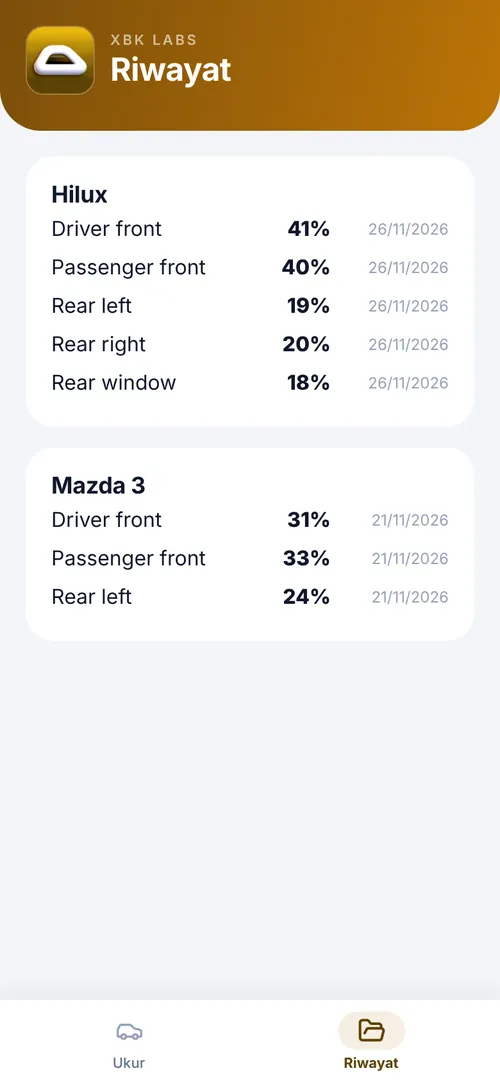 XBK LABS
Riwayat
Hilux
Driver front 41% 26/11/2026
Passenger front 40% 26/11/2026
Rear left 19% 26/11/2026
Rear right 20% 26/11/2026
Rear window 18% 26/11/2026
Mazda 3
Driver front 31% 21/11/2026
Passenger front 33% 21/11/2026
Rear left 24% 21/11/2026
Ukur Riwayat